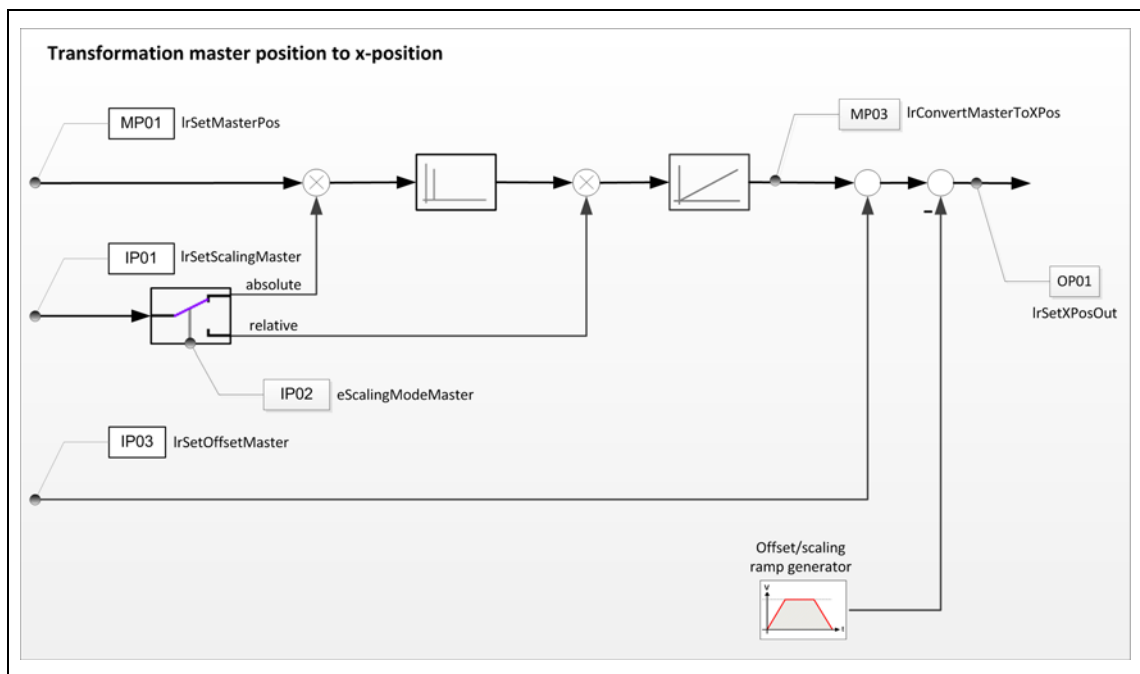 Transformation master position to x-position
MP01 lrSetMasterPos
MP03 lrConvertMasterToXPos
IP01 lrSetScalingMaster
absolute
relative
OP01
lrSetXPosOut
IP02 eScalingModeMaster
IP03 lrSetOffsetMaster
Offset/scaling
ramp generator
v
t